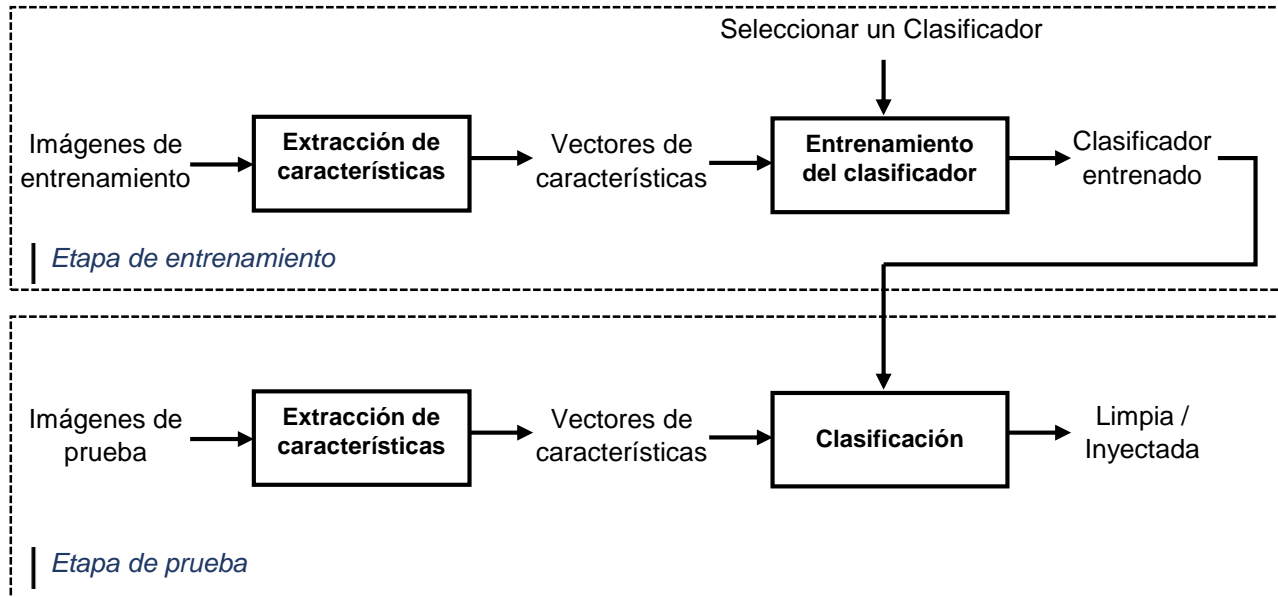 Seleccionar un Clasificador
Imágenes de
entrenamiento
Extracción de
características
Vectores de
características
Entrenamiento
del clasificador
Clasificador
entrenado
Etapa de entrenamiento
Imágenes de
prueba
Extracción de
características
Vectores de
características
Clasificación
Limpia /
Inyectada
Etapa de prueba